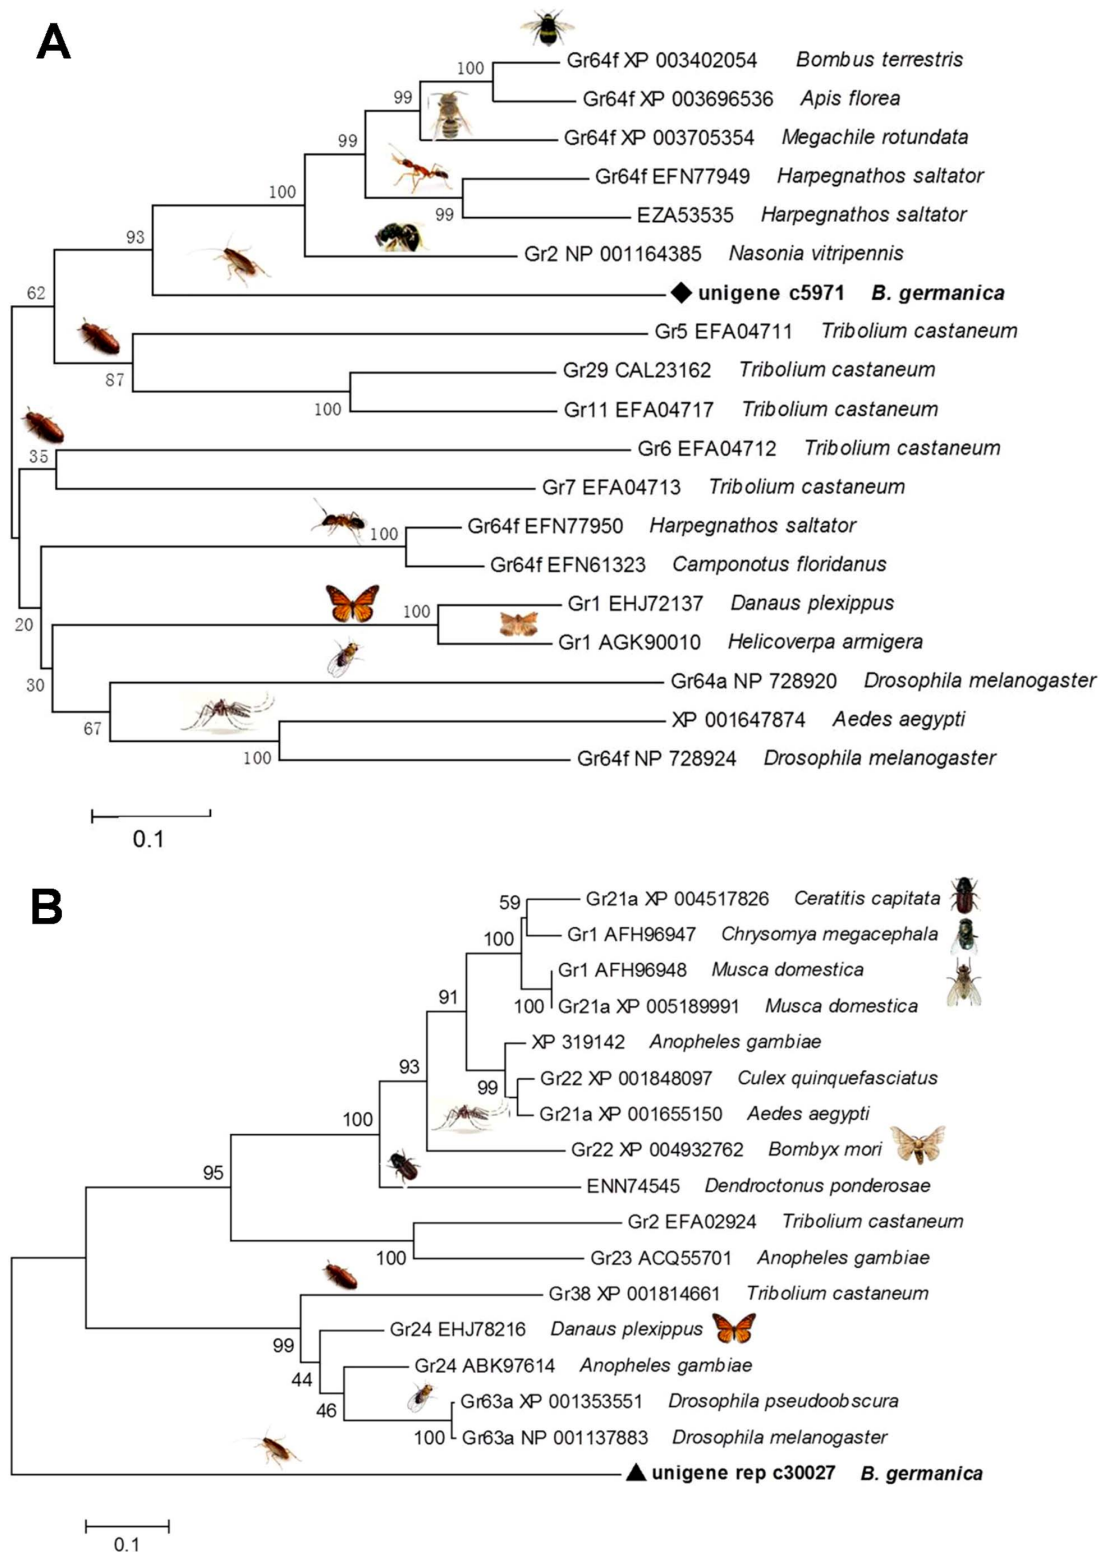 A
100
Gr64f XP 003402054 Bombus terrestris
99
Gr64f XP 003696536 Apis florea
99
Gr64f XP 003705354 Megachile rotundata
100
Gr64f EFN77949 Harpegnathos saltator
99
EZA53535 Harpegnathos saltator
93
Gr2 NP 001164385 Nasonia vitripennis
62
unigene c5971 B. germanica
Gr5 EFA04711 Tribolium castaneum
87
Gr29 CAL23162 Tribolium castaneum
100
Gr11 EFA04717 Tribolium castaneum
35
Gr6 EFA04712 Tribolium castaneum
Gr7 EFA04713 Tribolium castaneum
100
Gr64f EFN77950 Harpegnathos saltator
Gr64f EFN61323 Camponotus floridanus
20
100
Gr1 EHJ72137 Danaus plexippus
Gr1 AGK90010 Helicoverpa armigera
30
Gr64a NP 728920 Drosophila melanogaster
67
XP 001647874 Aedes aegypti
100
Gr64f NP 728924 Drosophila melanogaster
0.1
B
59
Gr21a XP 004517826 Ceratitis capitata
100
Gr1 AFH96947 Chrysomya megacephala
Gr1 AFH96948 Musca domestica
91
100
Gr21a XP 005189991 Musca domestica
XP 319142 Anopheles gambiae
93
99
Gr22 XP 001848097 Culex quinquefasciatus
Gr21a XP 001655150 Aedes aegypti
100
Gr22 XP 004932762 Bombyx mori
95
ENN74545 Dendroctonus ponderosae
Gr2 EFA02924 Tribolium castaneum
100
Gr23 ACQ55701 Anopheles gambiae
Gr38 XP 001814661 Tribolium castaneum
99
Gr24 EHJ78216 Danaus plexippus
44
Gr24 ABK97614 Anopheles gambiae
46
Gr63a XP 001353551 Drosophila pseudoobscura
100
Gr63a NP 001137883 Drosophila melanogaster
unigene rep c30027 B. germanica
0.1